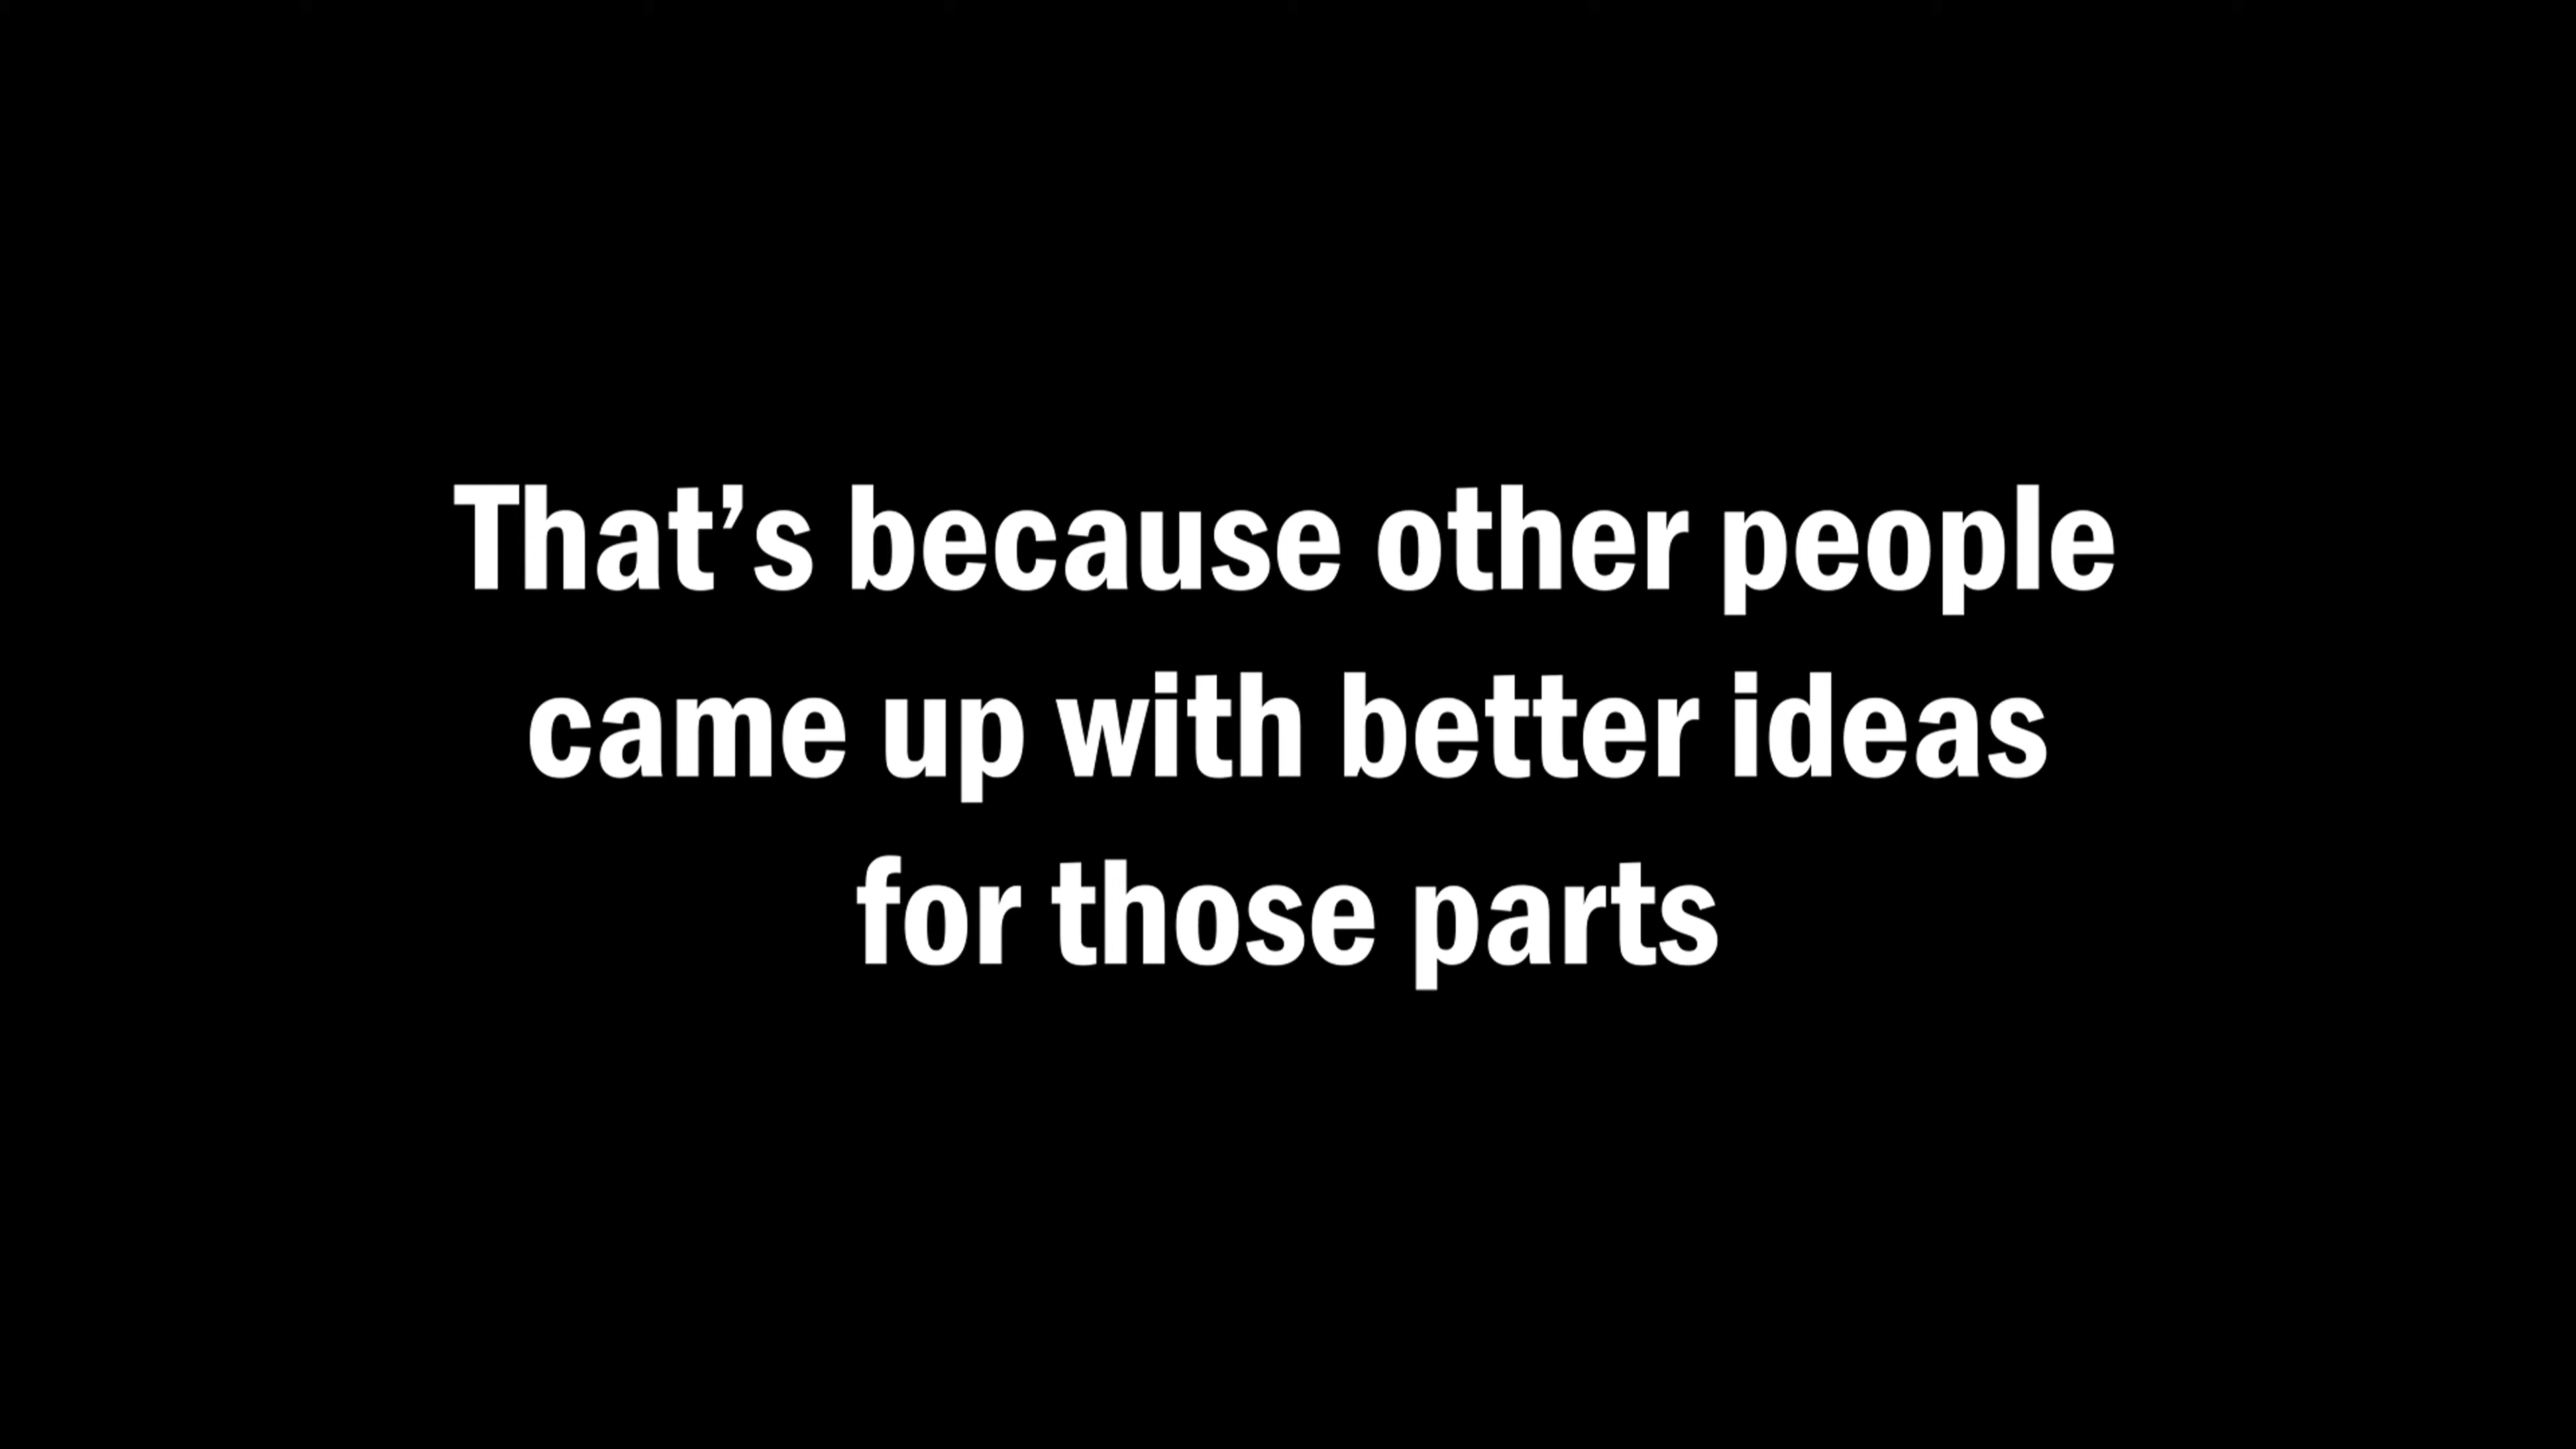 That’s because other people
came up with better ideas
for those parts